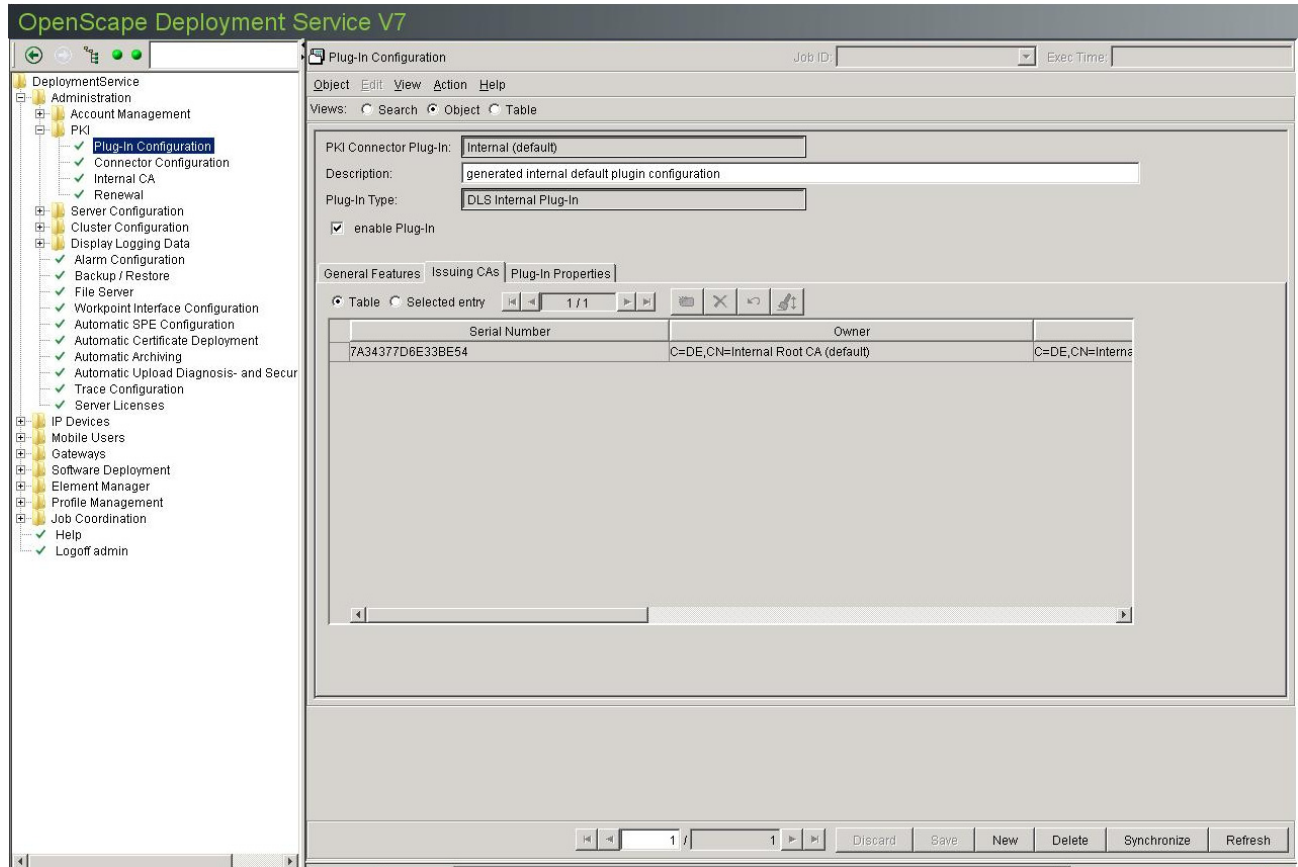 OpenScape Deployment Service V7
DeploymentService
Administration
Account Management
PKI
Plug-In Configuration
Connector Configuration
Internal CA
Renewal
Server Configuration
Cluster Configuration
Display Logging Data
Alarm Configuration
Backup / Restore
File Server
Workpoint Interface Configuration
Automatic SPE Configuration
Automatic Certificate Deployment
Automatic Archiving
Automatic Upload Diagnosis- and Secur
Trace Configuration
Server Licenses
IP Devices
Mobile Users
Gateways
Software Deployment
Element Manager
Profile Management
Job Coordination
Help
Logoff admin
Plug-In Configuration Job ID: Exec Time:
Object Edit View Action Help
Views: Search Object Table
PKI Connector Plug-In: Internal (default)
Description: generated internal default plugin configuration
Plug-In Type: DLS Internal Plug-In
enable Plug-In
General Features Issuing CAs Plug-In Properties
Table Selected entry 1 / 1
Serial Number Owner
7A34377D6E33BE54 C=DE,CN=Internal Root CA (default) C=DE,CN=Interna
1 / 1 Discard Save New Delete Synchronize Refresh